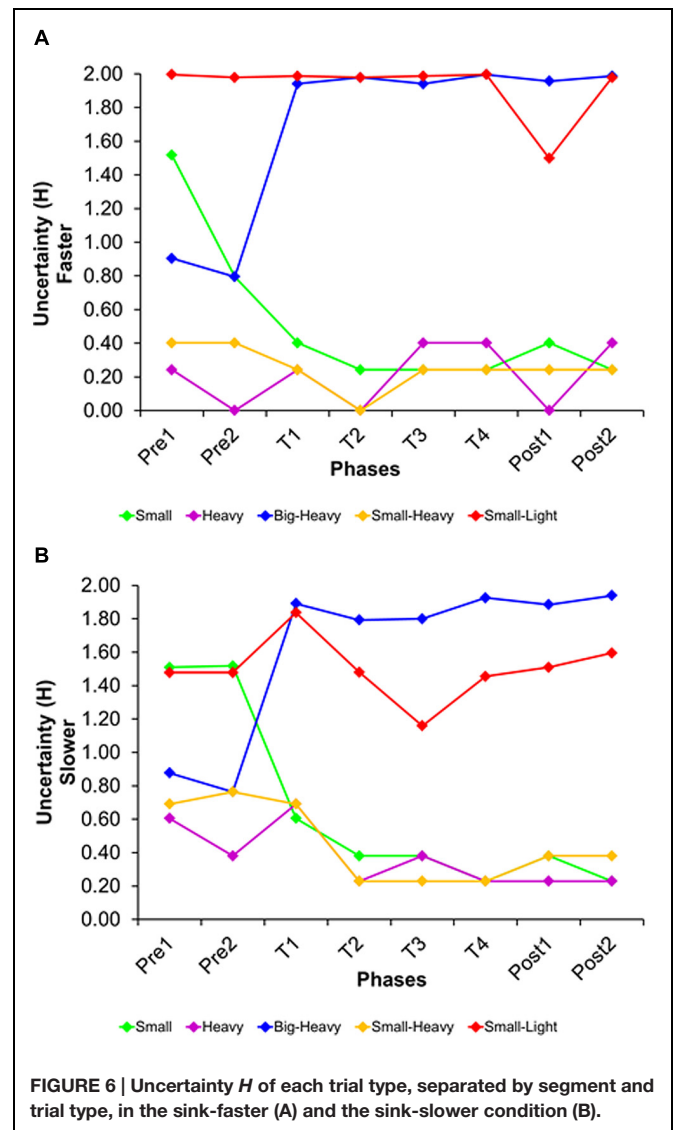 A
2.00
1.80
1.60
1.40
1.20
1.00
0.80
0.60
0.40
0.20
0.00
Uncertainty (H)
Faster
Pre1 Pre2 T1 T2 T3 T4 Post1 Post2
Phases
Small Heavy Big-Heavy Small-Heavy Small-Light
B
2.00
1.80
1.60
1.40
1.20
1.00
0.80
0.60
0.40
0.20
0.00
Uncertainty (H)
Slower
Pre1 Pre2 T1 T2 T3 T4 Post1 Post2
Phases
Small Heavy Big-Heavy Small-Heavy Small-Light
FIGURE 6 | Uncertainty H of each trial type, separated by segment and
trial type, in the sink-faster (A) and the sink-slower condition (B).